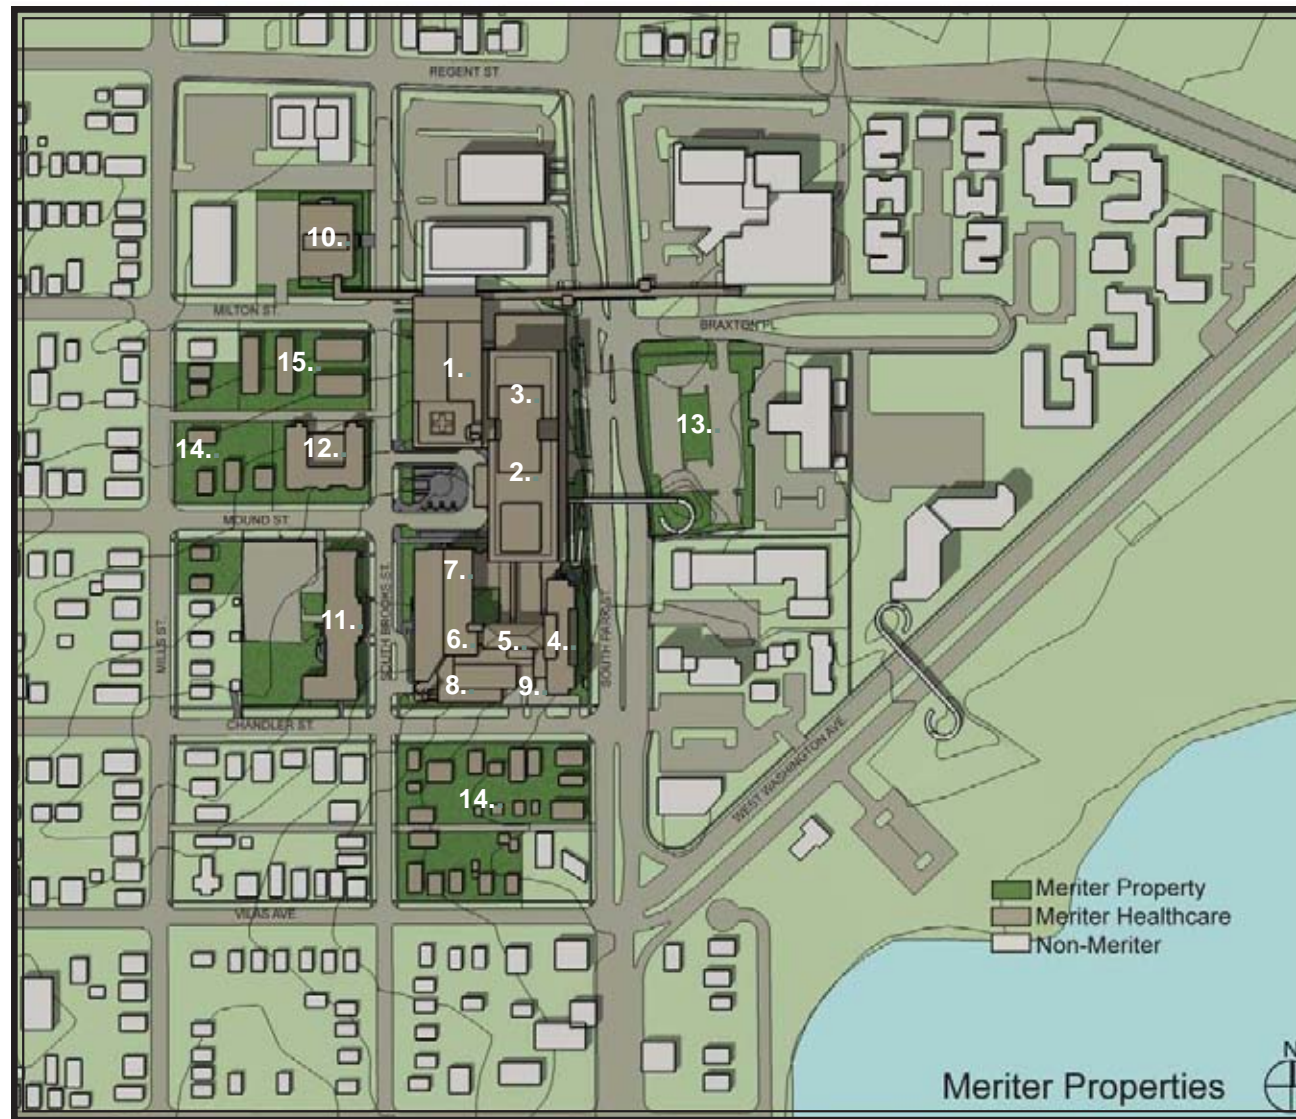 REGENT ST.
10.
MILTON ST.
BRAXTON PL.
15.
1.
3.
13.
14.
12.
2.
MOUND ST.
7.
SOUTH BROOKS ST.
11.
MILLS ST.
6.
5.
4.
SOUTH PARK ST.
8.
9.
CHANDLER ST.
WEST WASHINGTON AVE.
14.
Meriter Property
Meriter Healthcare
Non-Meriter
VILAS AVE.
N
Meriter Properties